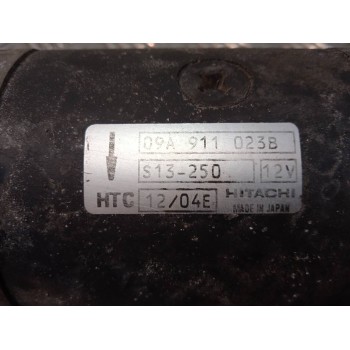 09A 911 023B
S13-250 12V
HTC 12/04E HITACHI
MADE IN JAPAN